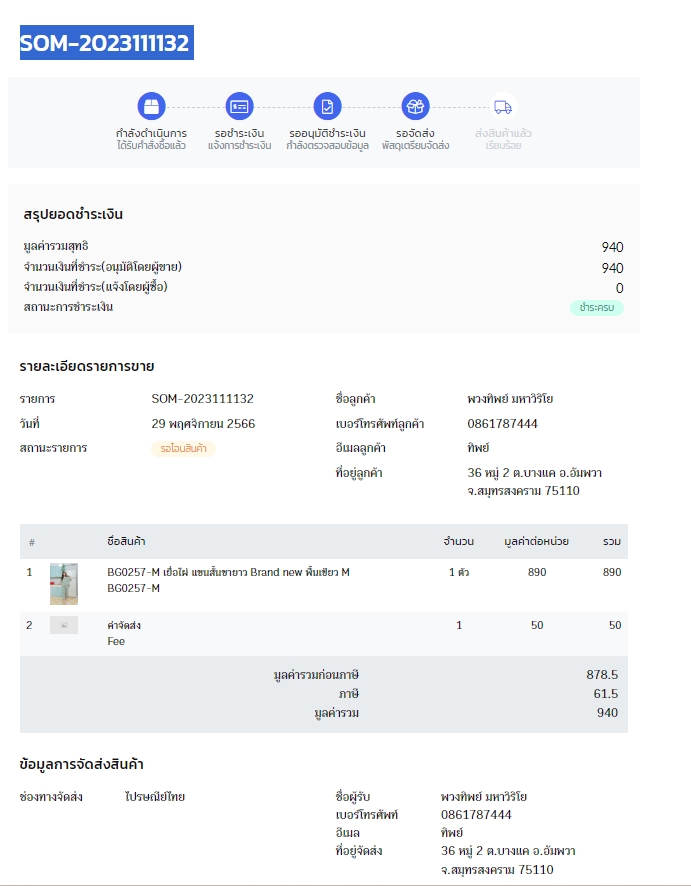 SOM-2023111132
กำลังดำเนินการ
ได้รับคำสั่งซื้อแล้ว
รอชำระเงิน
แจ้งการชำระเงิน
รออนุมัติชำระเงิน
กำลังตรวจสอบข้อมูล
รอจัดส่ง
พัสดุเตรียมจัดส่ง
ส่งสินค้าแล้ว
เรียบร้อย
สรุปยอดชำระเงิน
มูลค่ารวมสุทธิ 940
จำนวนเงินที่ชำระ(อนุมัติโดยผู้ขาย) 940
จำนวนเงินที่ชำระ(แจ้งโดยผู้ซื้อ) 0
สถานะการชำระเงิน ชำระครบ
รายละเอียดรายการขาย
รายการ SOM-2023111132
วันที่ 29 พฤศจิกายน 2566
สถานะรายการ รอโอนสินค้า
ชื่อลูกค้า พวงทิพย์ มหาวิริโย
เบอร์โทรศัพท์ลูกค้า 0861787444
อีเมลลูกค้า ทิพย์
ที่อยู่ลูกค้า 36 หมู่ 2 ต.บางแค อ.อัมพวา
จ.สมุทรสงคราม 75110
# ชื่อสินค้า จำนวน มูลค่าต่อหน่วย รวม
1 BG0257-M เยื่อไผ่ แขนสั้นขายาว Brand new พื้นเขียว M 1 ตัว 890 890
BG0257-M
2 ค่าจัดส่ง 1 50 50
Fee
มูลค่ารวมก่อนภาษี 878.5
ภาษี 61.5
มูลค่ารวม 940
ข้อมูลการจัดส่งสินค้า
ช่องทางจัดส่ง ไปรษณีย์ไทย
ชื่อผู้รับ พวงทิพย์ มหาวิริโย
เบอร์โทรศัพท์ 0861787444
อีเมล ทิพย์
ที่อยู่จัดส่ง 36 หมู่ 2 ต.บางแค อ.อัมพวา
จ.สมุทรสงคราม 75110